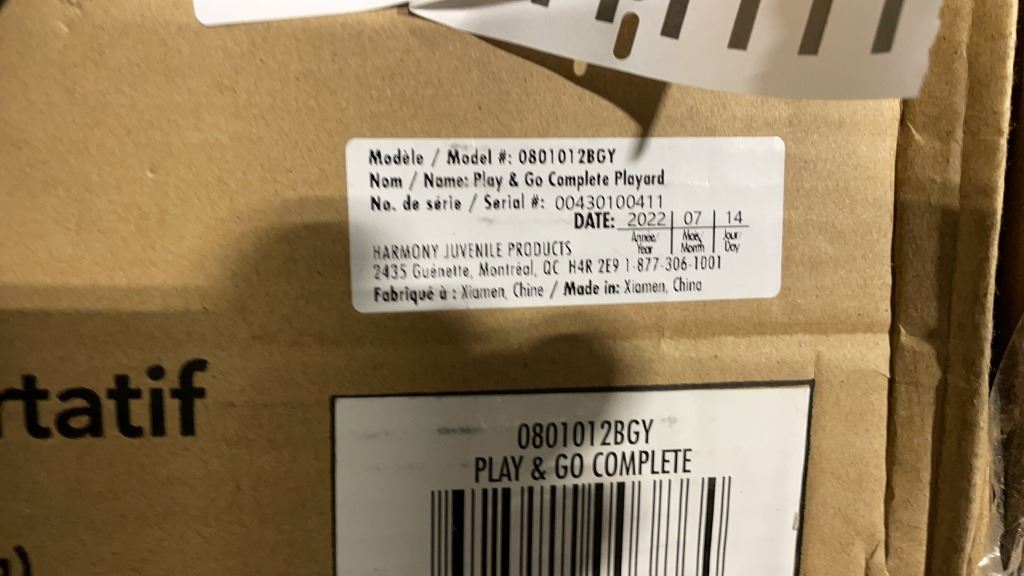 Modèle / Model #: 0801012BGY
Nom / Name: Play & Go Complete Playard
No. de série / Serial #: 00430100411
DATE: 2022 | 07 | 14
Année/ Mois/ Jour/
Year Month Day
HARMONY JUVENILE PRODUCTS
2435 Guénette, Montréal, QC H4R 2E9 1-877-306-1001
Fabriqué à : Xiamen, Chine / Made in: Xiamen, China
rtatif
0801012BGY
PLAY & GO COMPLETE